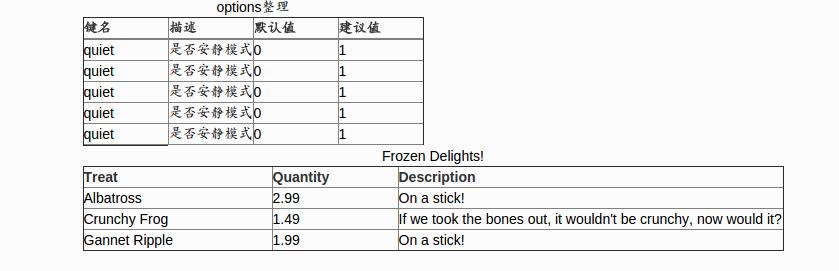 options整理
键名 描述 默认值 建议值
quiet 是否安静模式 0 1
quiet 是否安静模式 0 1
quiet 是否安静模式 0 1
quiet 是否安静模式 0 1
quiet 是否安静模式 0 1
Frozen Delights!
Treat Quantity Description
Albatross 2.99 On a stick!
Crunchy Frog 1.49 If we took the bones out, it wouldn't be crunchy, now would it?
Gannet Ripple 1.99 On a stick!